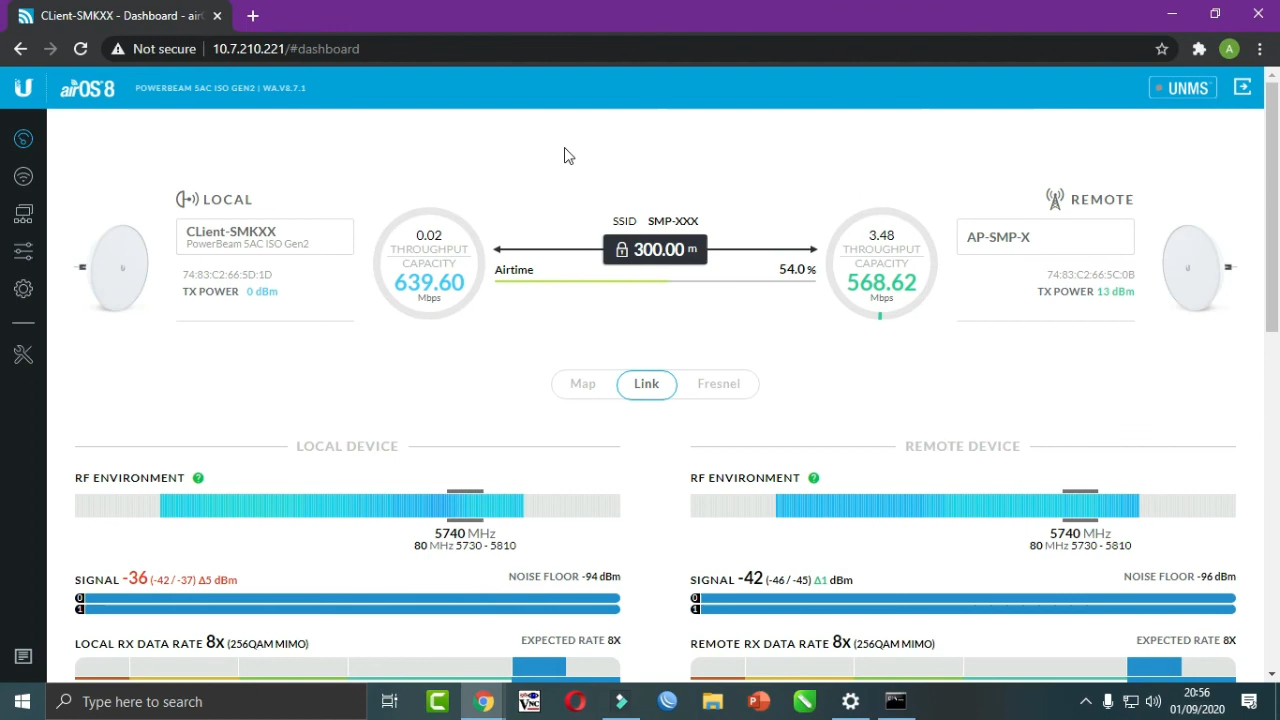 CLient-SMKXX - Dashboard - airO
Not secure
10.7.210.221/#dashboard
A
airOS 8
POWERBEAM 5AC ISO GEN2 | WA.V8.7.1
UNMS
LOCAL
CLient-SMKXX
PowerBeam 5AC ISO Gen2
74:83:C2:66:5D:1D
TX POWER 0 dBm
0.02
THROUGHPUT
CAPACITY
639.60
Mbps
SSID SMP-XXX
300.00 m
Airtime
54.0 %
3.48
THROUGHPUT
CAPACITY
568.62
Mbps
REMOTE
AP-SMP-X
74:83:C2:66:5C:0B
TX POWER 13 dBm
Map
Link
Fresnel
LOCAL DEVICE
RF ENVIRONMENT ?
5740 MHz
80 MHz 5730 - 5810
SIGNAL -36 (-42 / -37) Δ5 dBm
NOISE FLOOR -94 dBm
0
1
LOCAL RX DATA RATE 8X (256QAM MIMO)
EXPECTED RATE 8X
REMOTE DEVICE
RF ENVIRONMENT ?
5740 MHz
80 MHz 5730 - 5810
SIGNAL -42 (-46 / -45) Δ1 dBm
NOISE FLOOR -96 dBm
0
1
REMOTE RX DATA RATE 8X (256QAM MIMO)
EXPECTED RATE 8X
Type here to search
VNC
20:56
01/09/2020